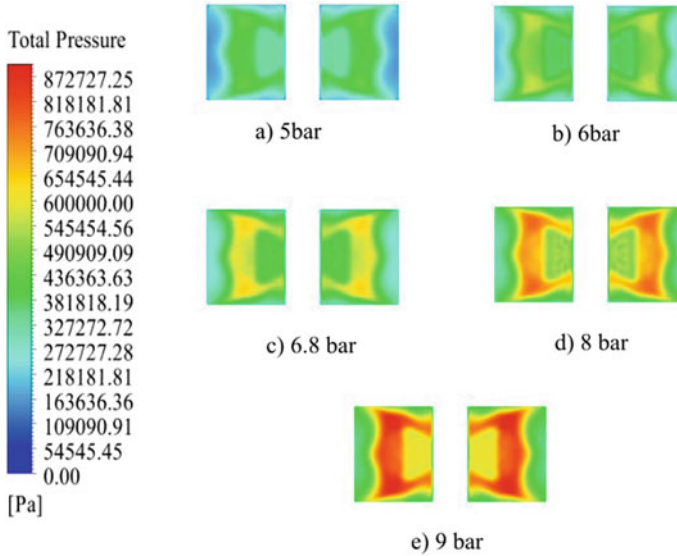 Total Pressure
872727.25
818181.81
763636.38
709090.94
654545.44
600000.00
545454.56
490909.09
436363.63
381818.19
327272.72
272727.28
218181.81
163636.36
109090.91
54545.45
0.00
[Pa]
a) 5bar
b) 6bar
c) 6.8 bar
d) 8 bar
e) 9 bar